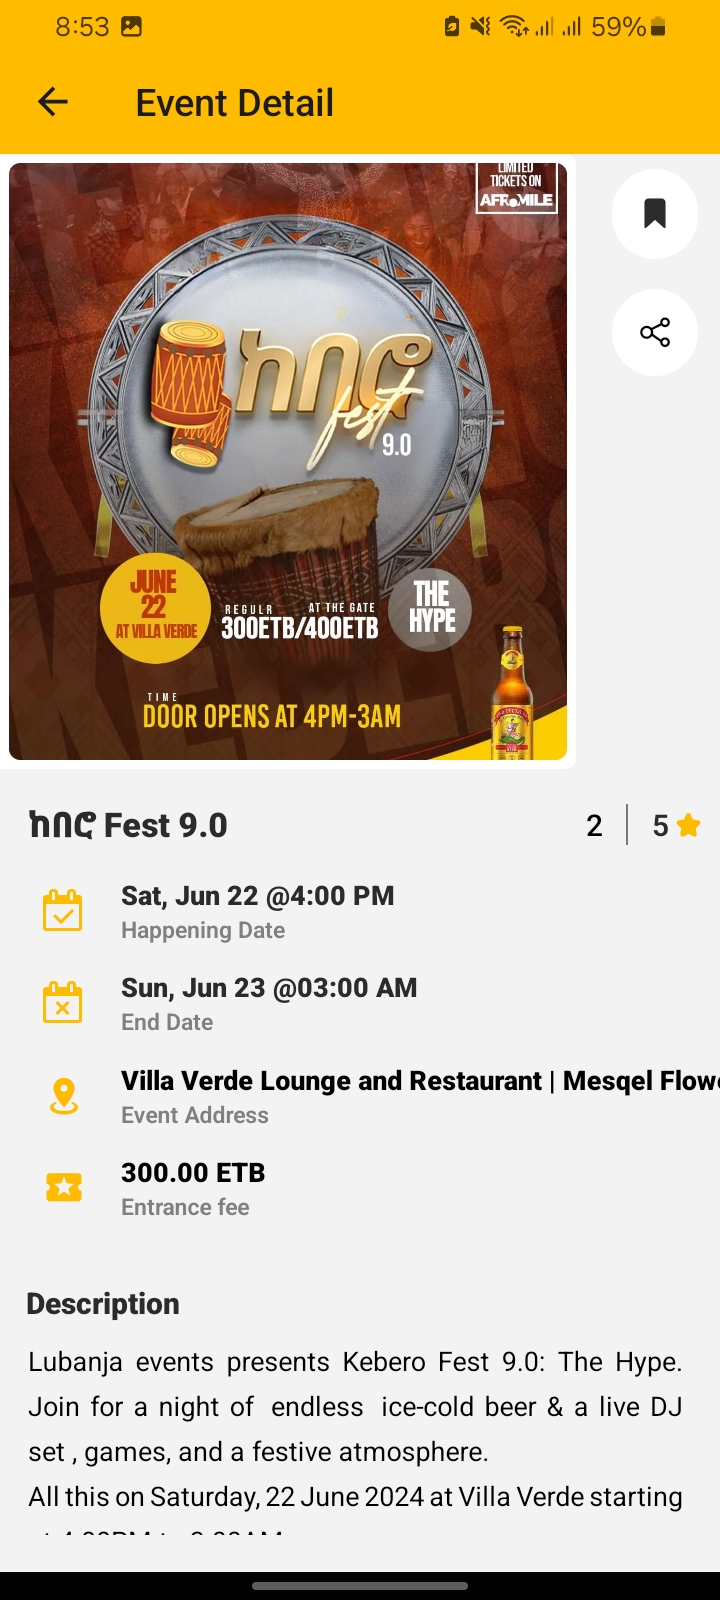 8:53
59%
Event Detail
LIMITED
TICKETS ON
AFROMILE
ከበሮ
fest
9.0
JUNE
22
AT VILLA VERDE
REGULR
AT THE GATE
300ETB/400ETB
THE
HYPE
TIME
DOOR OPENS AT 4PM-3AM
ከበሮ Fest 9.0
2
5
Sat, Jun 22 @4:00 PM
Happening Date
Sun, Jun 23 @03:00 AM
End Date
Villa Verde Lounge and Restaurant | Mesqel Flow
Event Address
300.00 ETB
Entrance fee
Description
Lubanja events presents Kebero Fest 9.0: The Hype.
Join for a night of endless ice-cold beer & a live DJ
set , games, and a festive atmosphere.
All this on Saturday, 22 June 2024 at Villa Verde starting